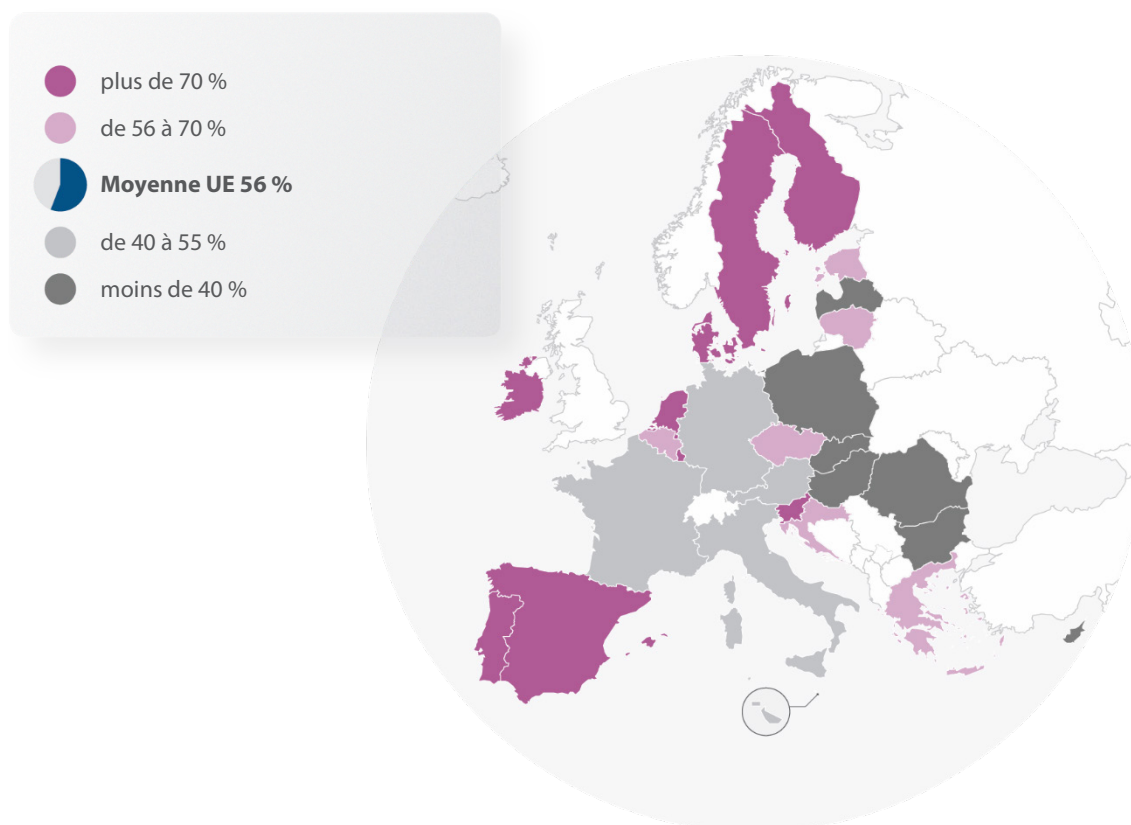 plus de 70 %
de 56 à 70 %
Moyenne UE 56 %
de 40 à 55 %
moins de 40 %